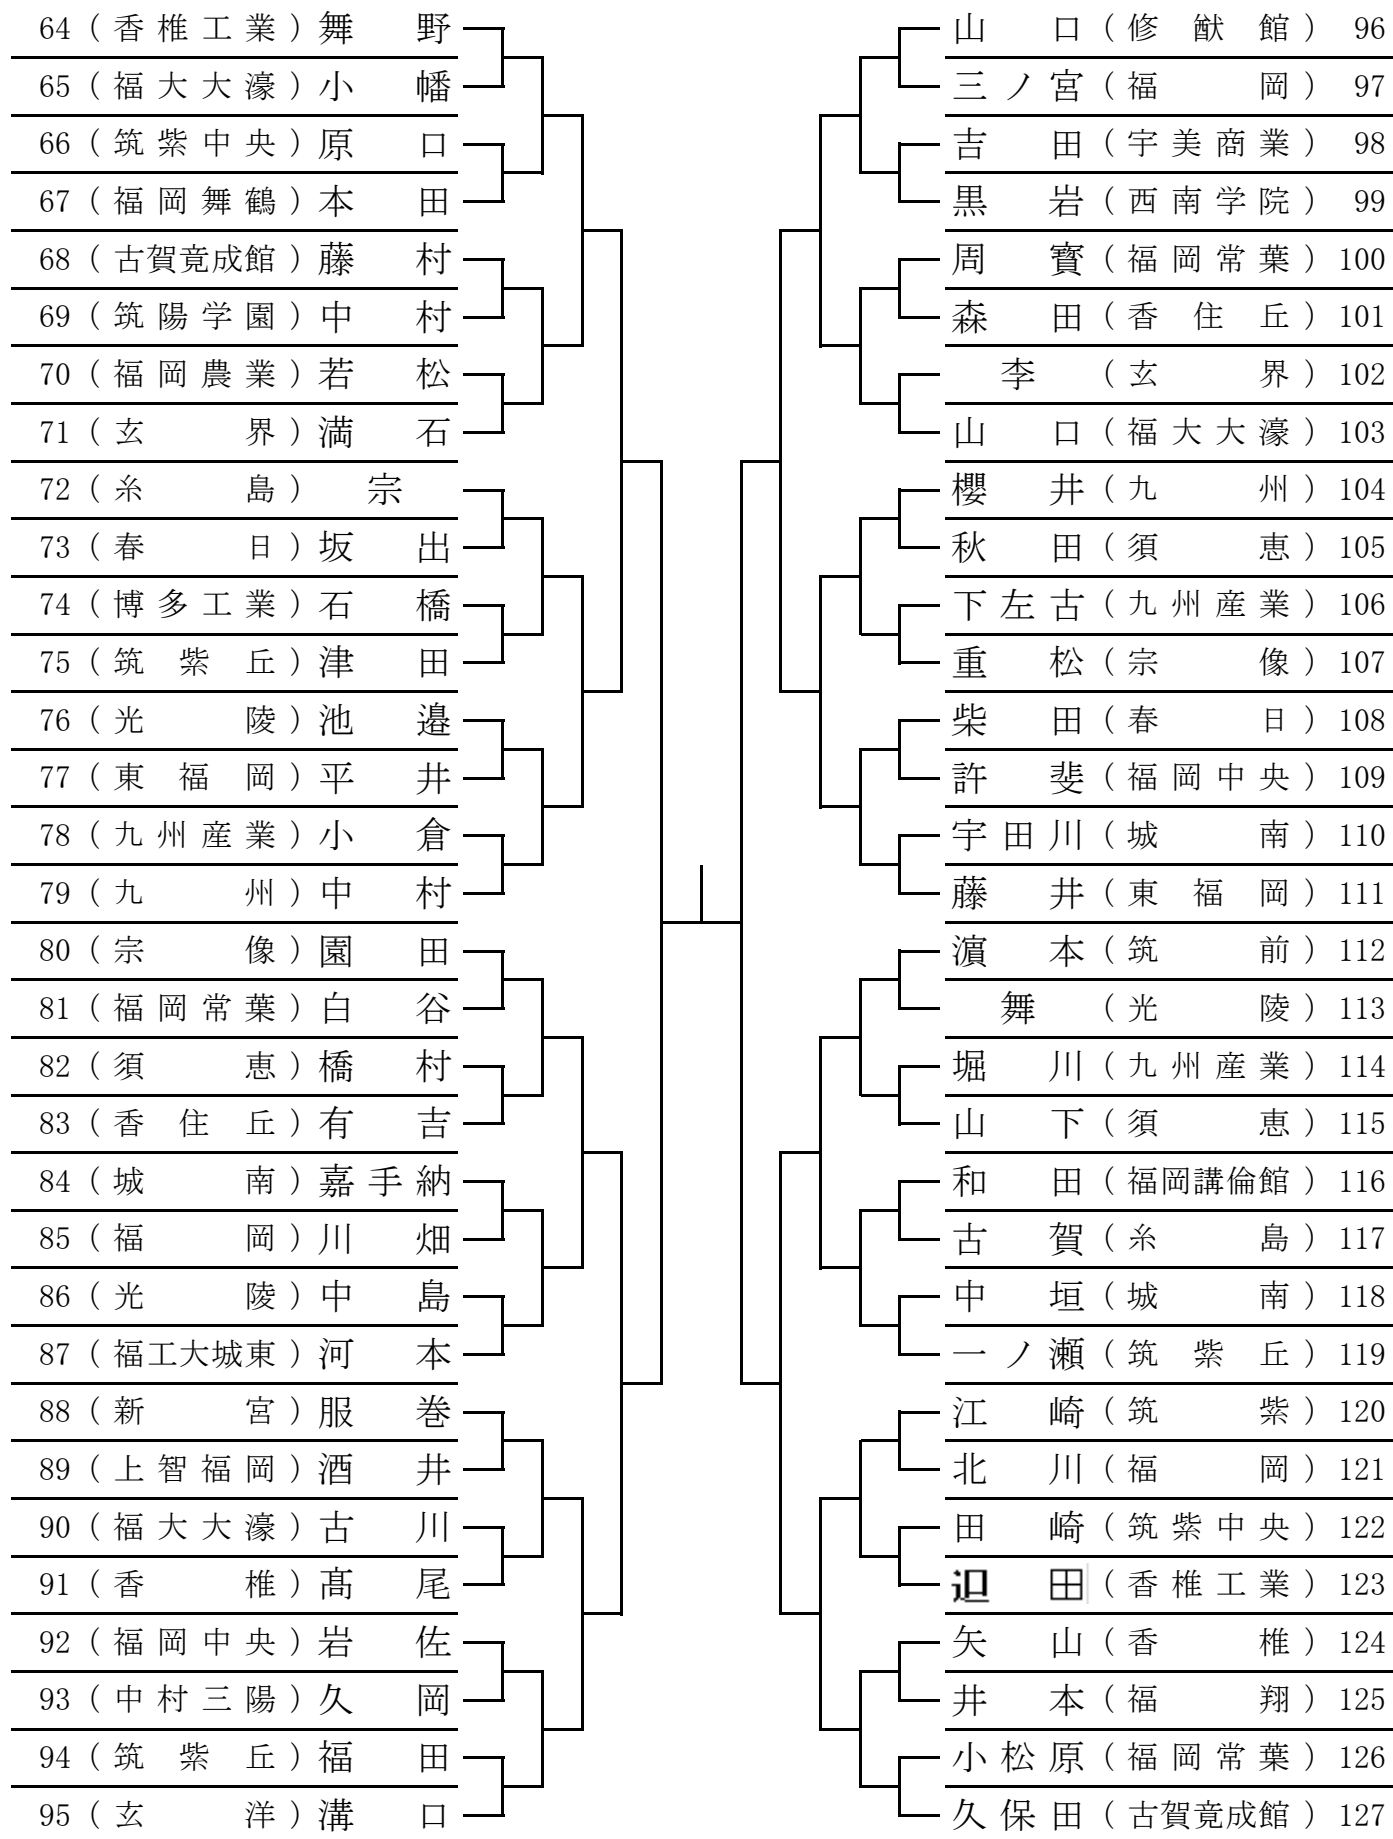 64（香椎工業）舞野
65（福大大濠）小幡
66（筑紫中央）原口
67（福岡舞鶴）本田
68（古賀竟成館）藤村
69（筑陽学園）中村
70（福岡農業）若松
71（玄界）満石
72（糸島）宗
73（春日）坂出
74（博多工業）石橋
75（筑紫丘）津田
76（光陵）池邉
77（東福岡）平井
78（九州産業）小倉
79（九州）中村
80（宗像）園田
81（福岡常葉）白谷
82（須恵）橋村
83（香住丘）有吉
84（城南）嘉手納
85（福岡）川畑
86（光陵）中島
87（福工大城東）河本
88（新宮）服巻
89（上智福岡）酒井
90（福大大濠）古川
91（香椎）髙尾
92（福岡中央）岩佐
93（中村三陽）久岡
94（筑紫丘）福田
95（玄洋）溝口
山口（修猷館）96
三ノ宮（福岡）97
吉田（宇美商業）98
黒岩（西南学院）99
周寳（福岡常葉）100
森田（香住丘）101
李（玄界）102
山口（福大大濠）103
櫻井（九州）104
秋田（須恵）105
下左古（九州産業）106
重松（宗像）107
柴田（春日）108
許斐（福岡中央）109
宇田川（城南）110
藤井（東福岡）111
濵本（筑前）112
舞（光陵）113
堀川（九州産業）114
山下（須恵）115
和田（福岡講倫館）116
古賀（糸島）117
中垣（城南）118
一ノ瀬（筑紫丘）119
江崎（筑紫）120
北川（福岡）121
田崎（筑紫中央）122
廹田（香椎工業）123
矢山（香椎）124
井本（福翔）125
小松原（福岡常葉）126
久保田（古賀竟成館）127